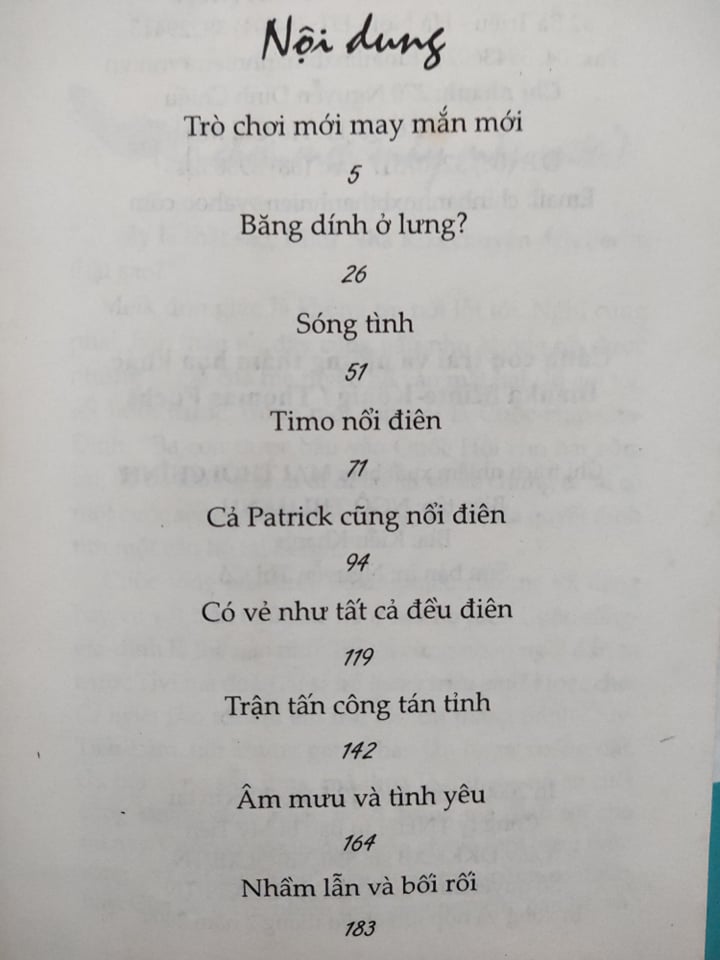 Nội dung
Trò chơi mới may mắn mới
5
Băng dính ở lưng?
26
Sóng tình
51
Timo nổi điên
71
Cả Patrick cũng nổi điên
94
Có vẻ như tất cả đều điên
119
Trận tấn công tán tỉnh
142
Âm mưu và tình yêu
164
Nhầm lẫn và bối rối
183